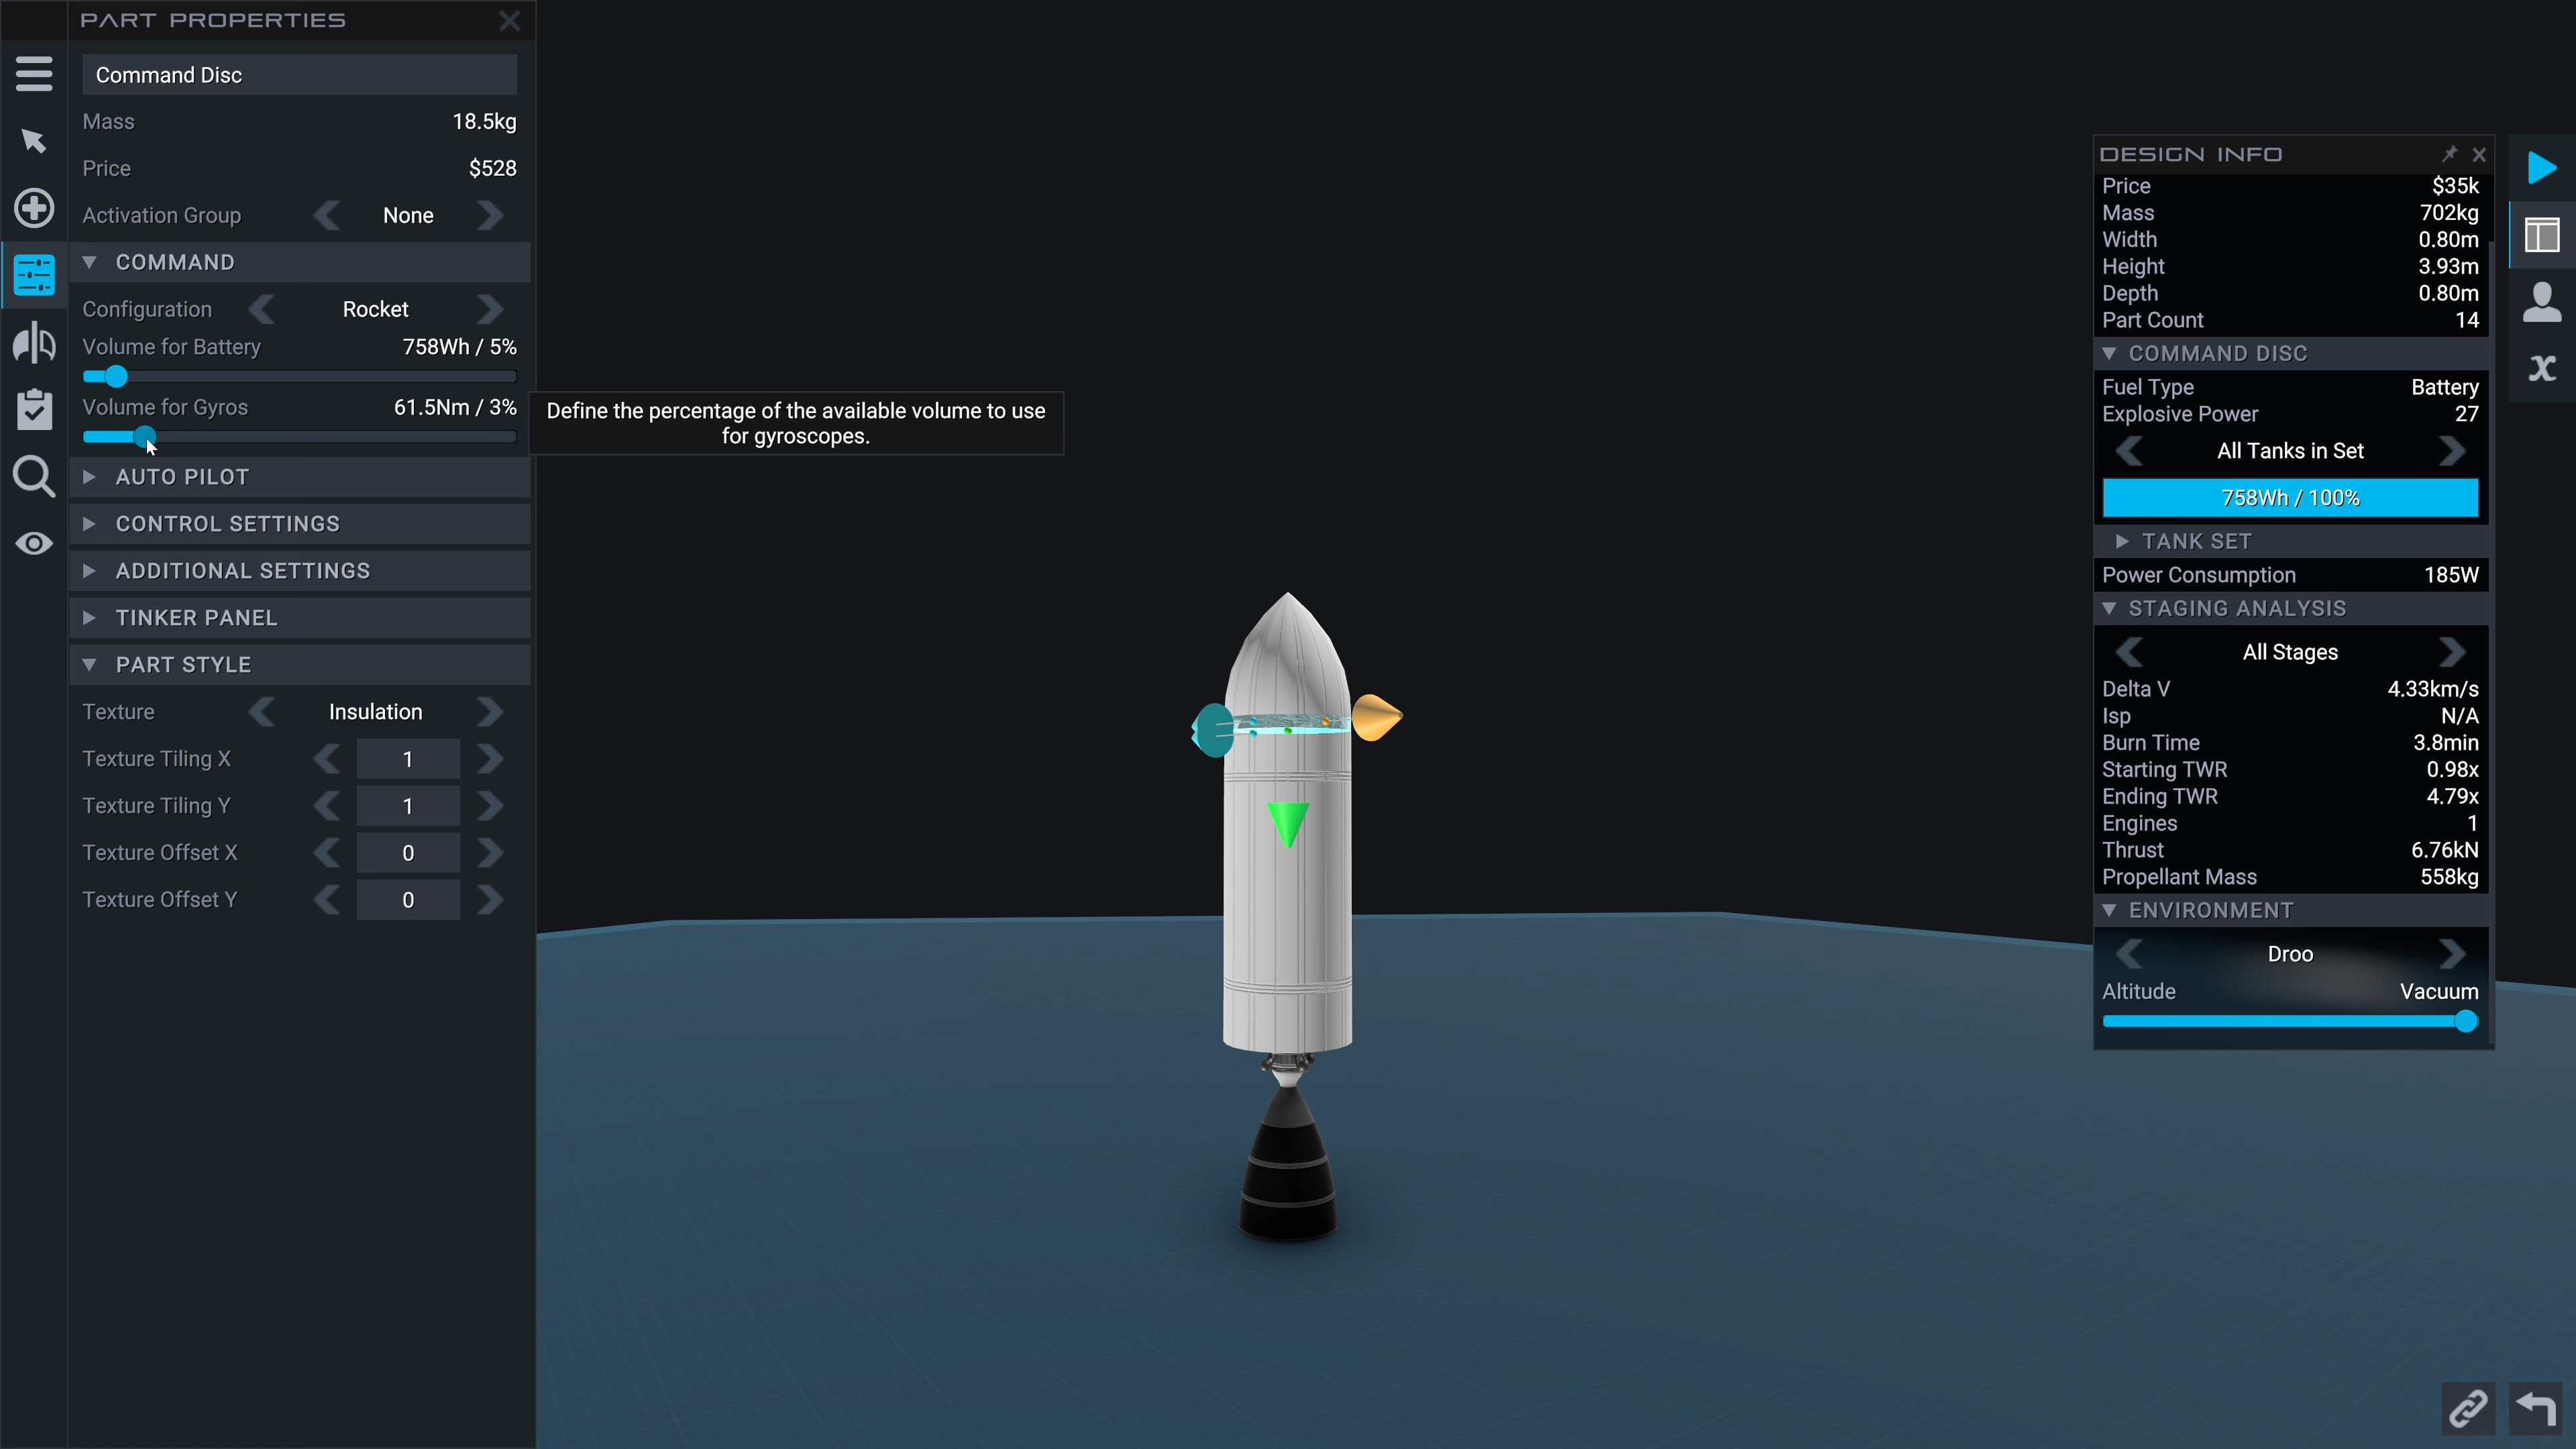 PART PROPERTIES
Command Disc
Mass 18.5kg
Price $528
Activation Group None
COMMAND
Configuration Rocket
Volume for Battery 758Wh / 5%
Volume for Gyros 61.5Nm / 3%
Define the percentage of the available volume to use
for gyroscopes.
AUTO PILOT
CONTROL SETTINGS
ADDITIONAL SETTINGS
TINKER PANEL
PART STYLE
Texture Insulation
Texture Tiling X 1
Texture Tiling Y 1
Texture Offset X 0
Texture Offset Y 0
DESIGN INFO
Price $35k
Mass 702kg
Width 0.80m
Height 3.93m
Depth 0.80m
Part Count 14
COMMAND DISC
Fuel Type Battery
Explosive Power 27
All Tanks in Set
758Wh / 100%
TANK SET
Power Consumption 185W
STAGING ANALYSIS
All Stages
Delta V 4.33km/s
Isp N/A
Burn Time 3.8min
Starting TWR 0.98x
Ending TWR 4.79x
Engines 1
Thrust 6.76kN
Propellant Mass 558kg
ENVIRONMENT
Droo
Altitude Vacuum
x